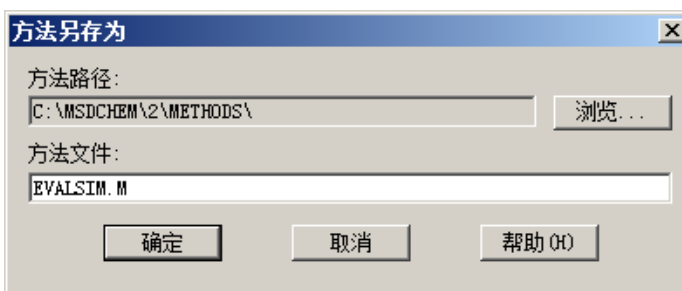 方法另存为
方法路径:
C:\MSDCHEM\2\METHODS\
浏览...
方法文件:
EVALSIM.M
确定 取消 帮助(H)